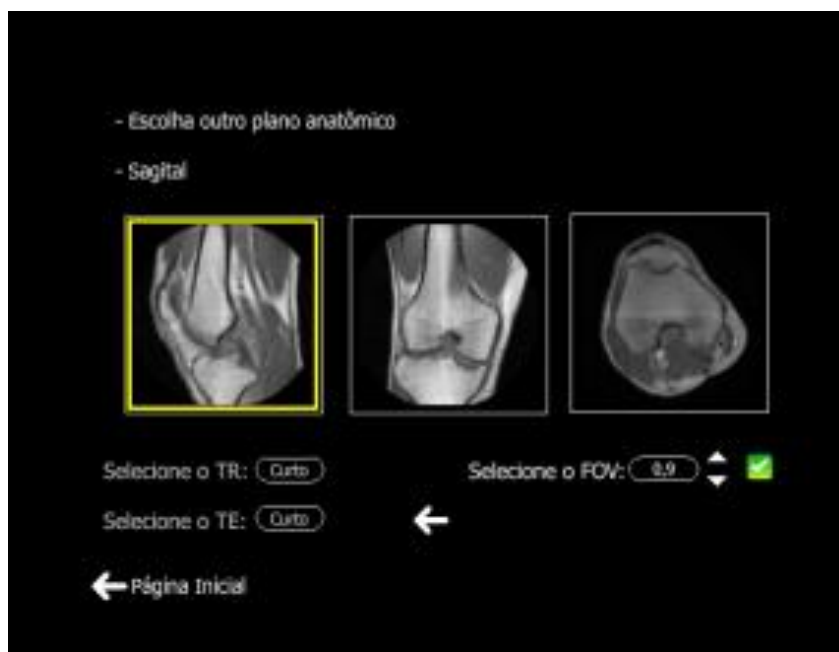 - Escolha outro plano anatômico
- Sagital
Selecione o TR: Curto
Selecione o FOV: 0,9
Selecione o TE: Curto
Página Inicial